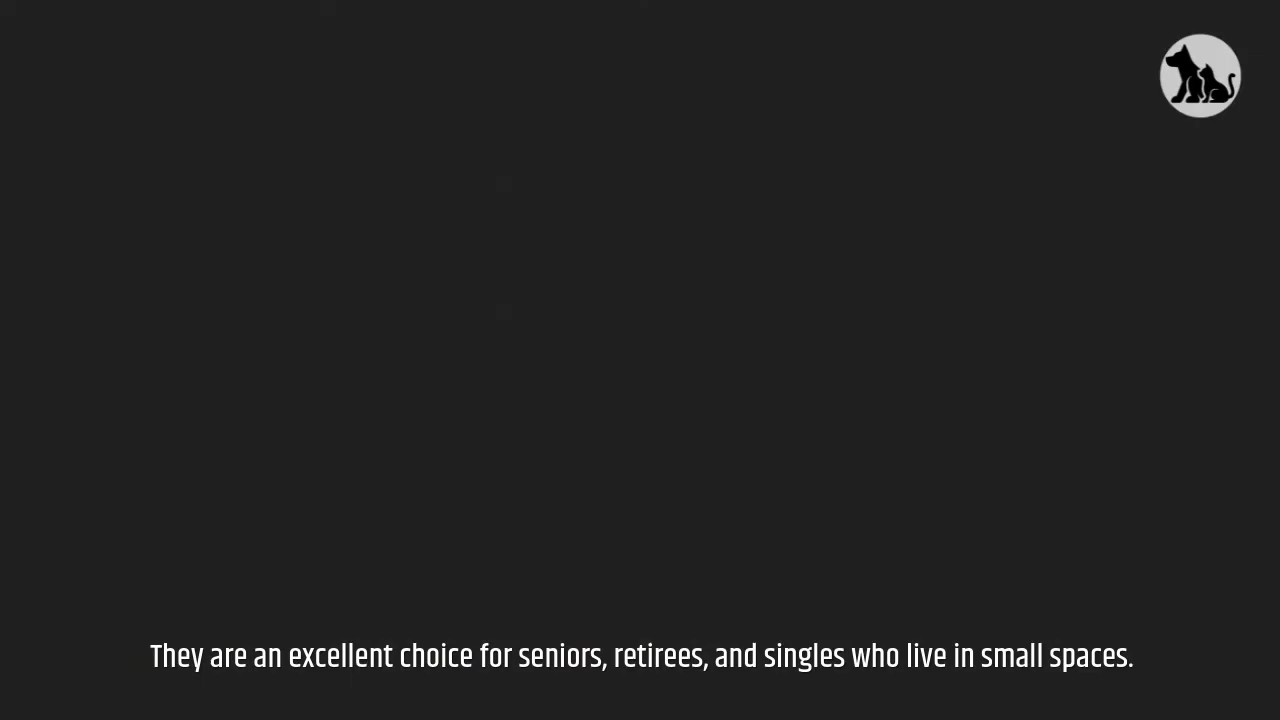 They are an excellent choice for seniors, retirees, and singles who live in small spaces.